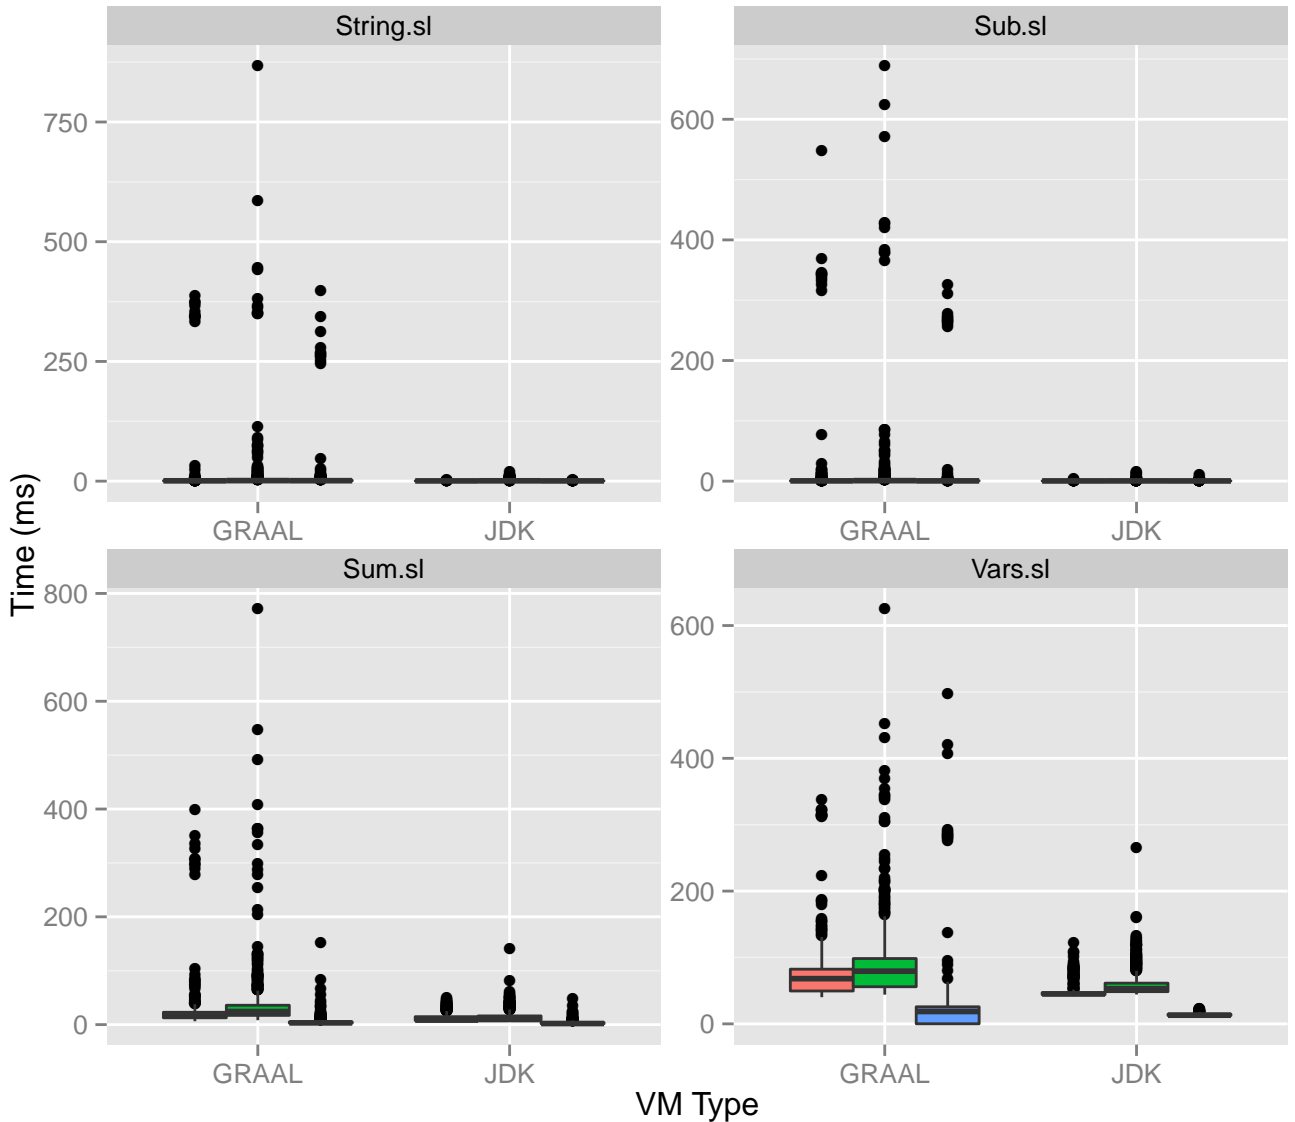 String.sl
Sub.sl
750
500
250
0
600
400
200
0
GRAAL
JDK
GRAAL
JDK
Time (ms)
Sum.sl
Vars.sl
800
600
400
200
0
600
400
200
0
GRAAL
JDK
GRAAL
JDK
VM Type